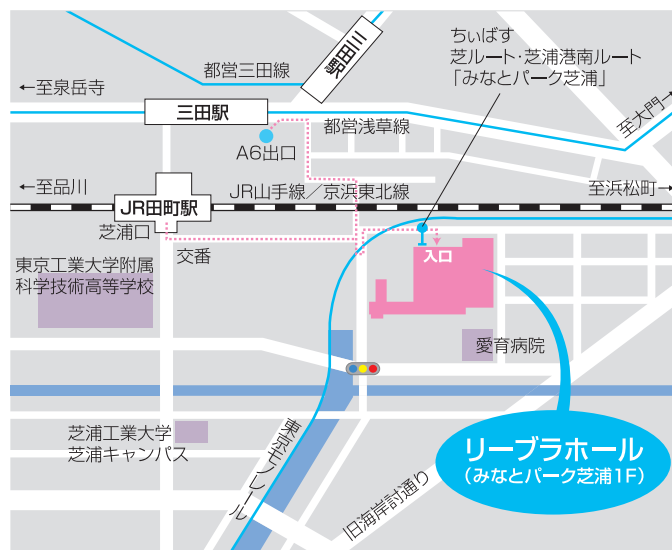 ちぃばす
芝ルート・芝浦港南ルート
「みなとパーク芝浦」
三田駅
都営三田線
←至泉岳寺
三田駅
都営浅草線
至大門→
A6出口
←至品川
JR山手線／京浜東北線
至浜松町→
JR田町駅
芝浦口
交番
入口
東京工業大学附属
科学技術高等学校
愛育病院
芝浦工業大学
芝浦キャンパス
東京モノレール
リーブラホール
(みなとパーク芝浦1F)
旧海岸討通り